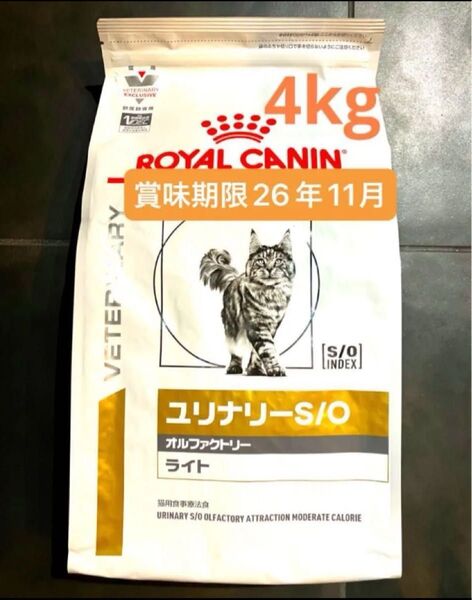 4kg
VETERINARY
EXCLUSIVE
ROYAL CANIN
賞味期限26年11月
VETERINARY
S/O
INDEX
ユリナリーS/O
オルファクトリー
ライト
猫用食事療法食
URINARY S/O OLFACTORY ATTRACTION MODERATE CALORIE